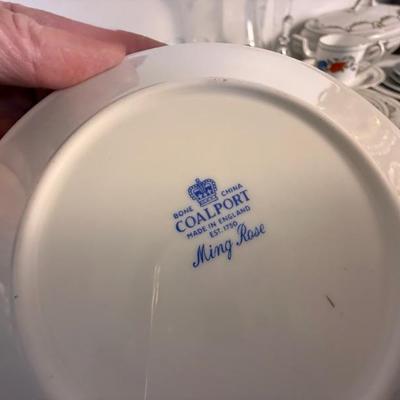 BONE CHINA
COALPORT
MADE IN ENGLAND
EST. 1750
Ming Rose